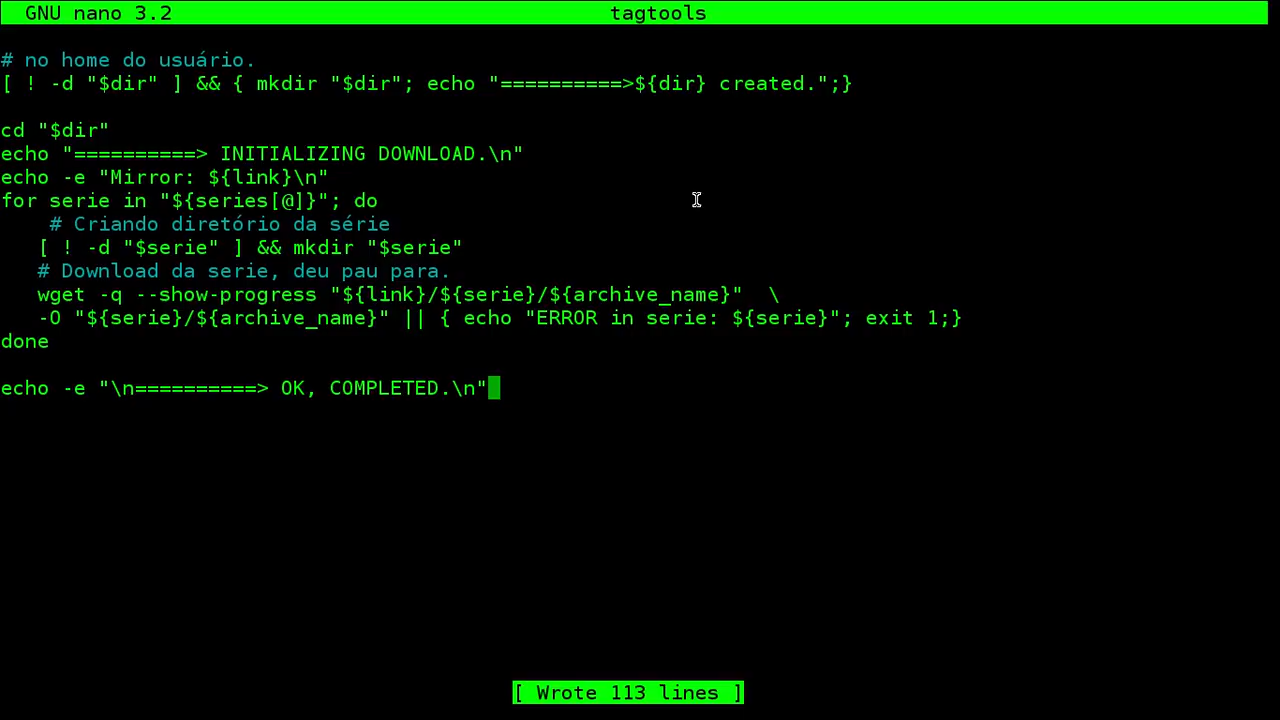 GNU nano 3.2 tagtools
# no home do usuário.
[ ! -d "$dir" ] && { mkdir "$dir"; echo "==========>${dir} created.";}
cd "$dir"
echo "==========> INITIALIZING DOWNLOAD.\n"
echo -e "Mirror: ${link}\n"
for serie in "${series[@]}"; do
    # Criando diretório da série
   [ ! -d "$serie" ] && mkdir "$serie"
   # Download da serie, deu pau para.
   wget -q --show-progress "${link}/${serie}/${archive_name}"  \
   -O "${serie}/${archive_name}" || { echo "ERROR in serie: ${serie}"; exit 1;}
done
echo -e "\n==========> OK, COMPLETED.\n"
[ Wrote 113 lines ]